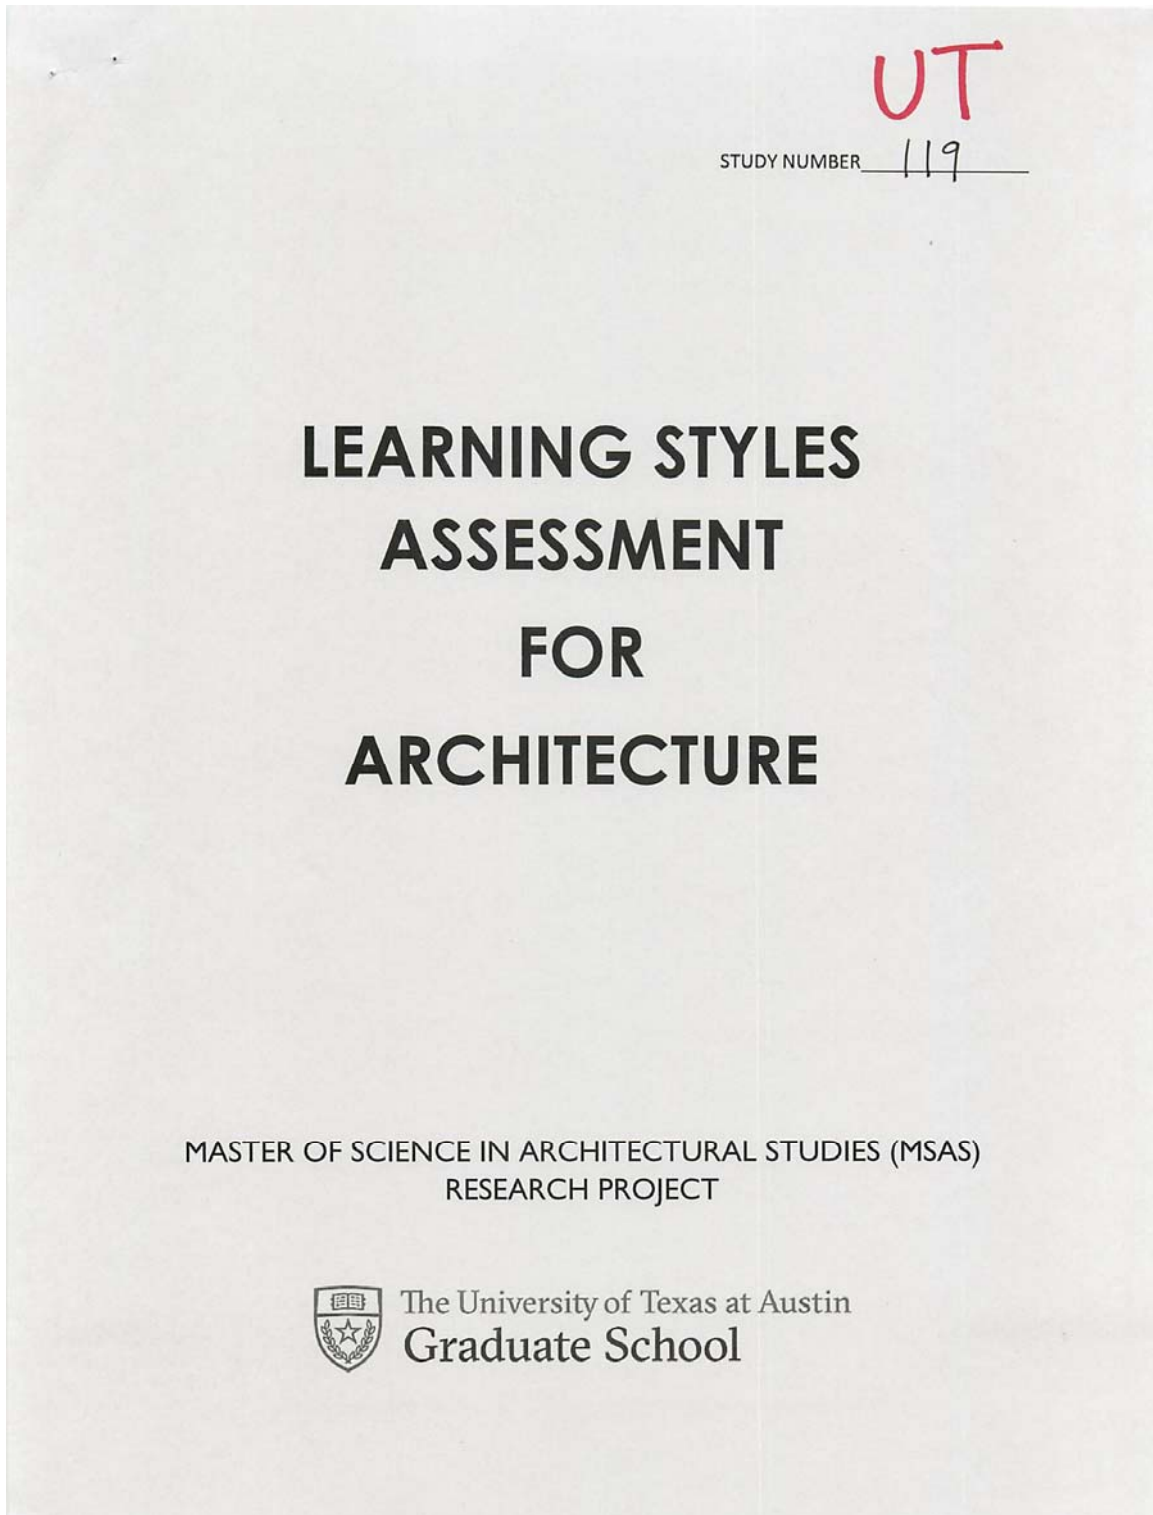 UT
STUDY NUMBER 119
LEARNING STYLES
ASSESSMENT
FOR
ARCHITECTURE
MASTER OF SCIENCE IN ARCHITECTURAL STUDIES (MSAS)
RESEARCH PROJECT
The University of Texas at Austin
Graduate School